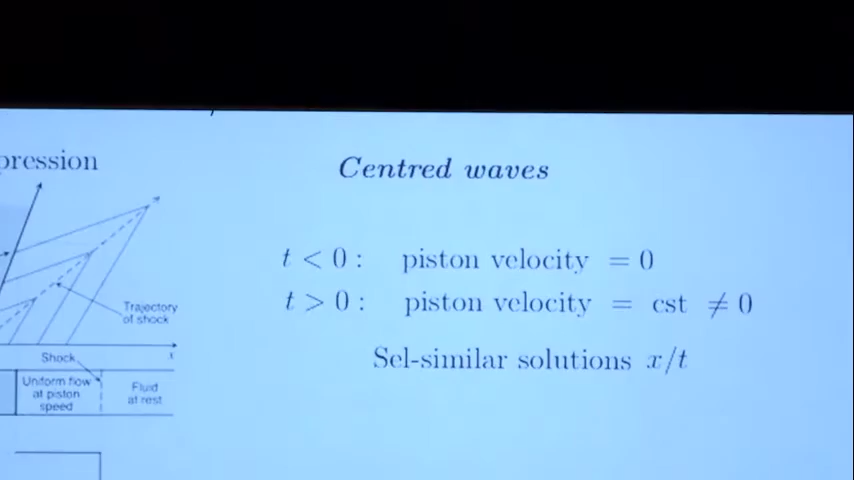 pression
Trajectory
of shock
x
Shock
Uniform flow
at piston
speed
Fluid
at rest
Centred waves
t < 0 : piston velocity = 0
t > 0 : piston velocity = cst ≠ 0
Sel-similar solutions x/t